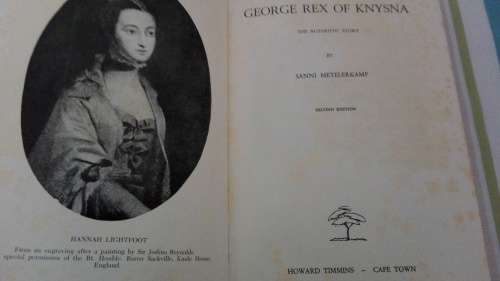 HANNAH LIGHTFOOT
From an engraving after a painting by Sir Joshua Reynolds
special permission of the Rt. Honble. Baron Sackville, Knole House
England.
GEORGE REX OF KNYSNA
THE AUTHENTIC STORY
BY
SANNI METELERKAMP
SECOND EDITION
HOWARD TIMMINS - CAPE TOWN